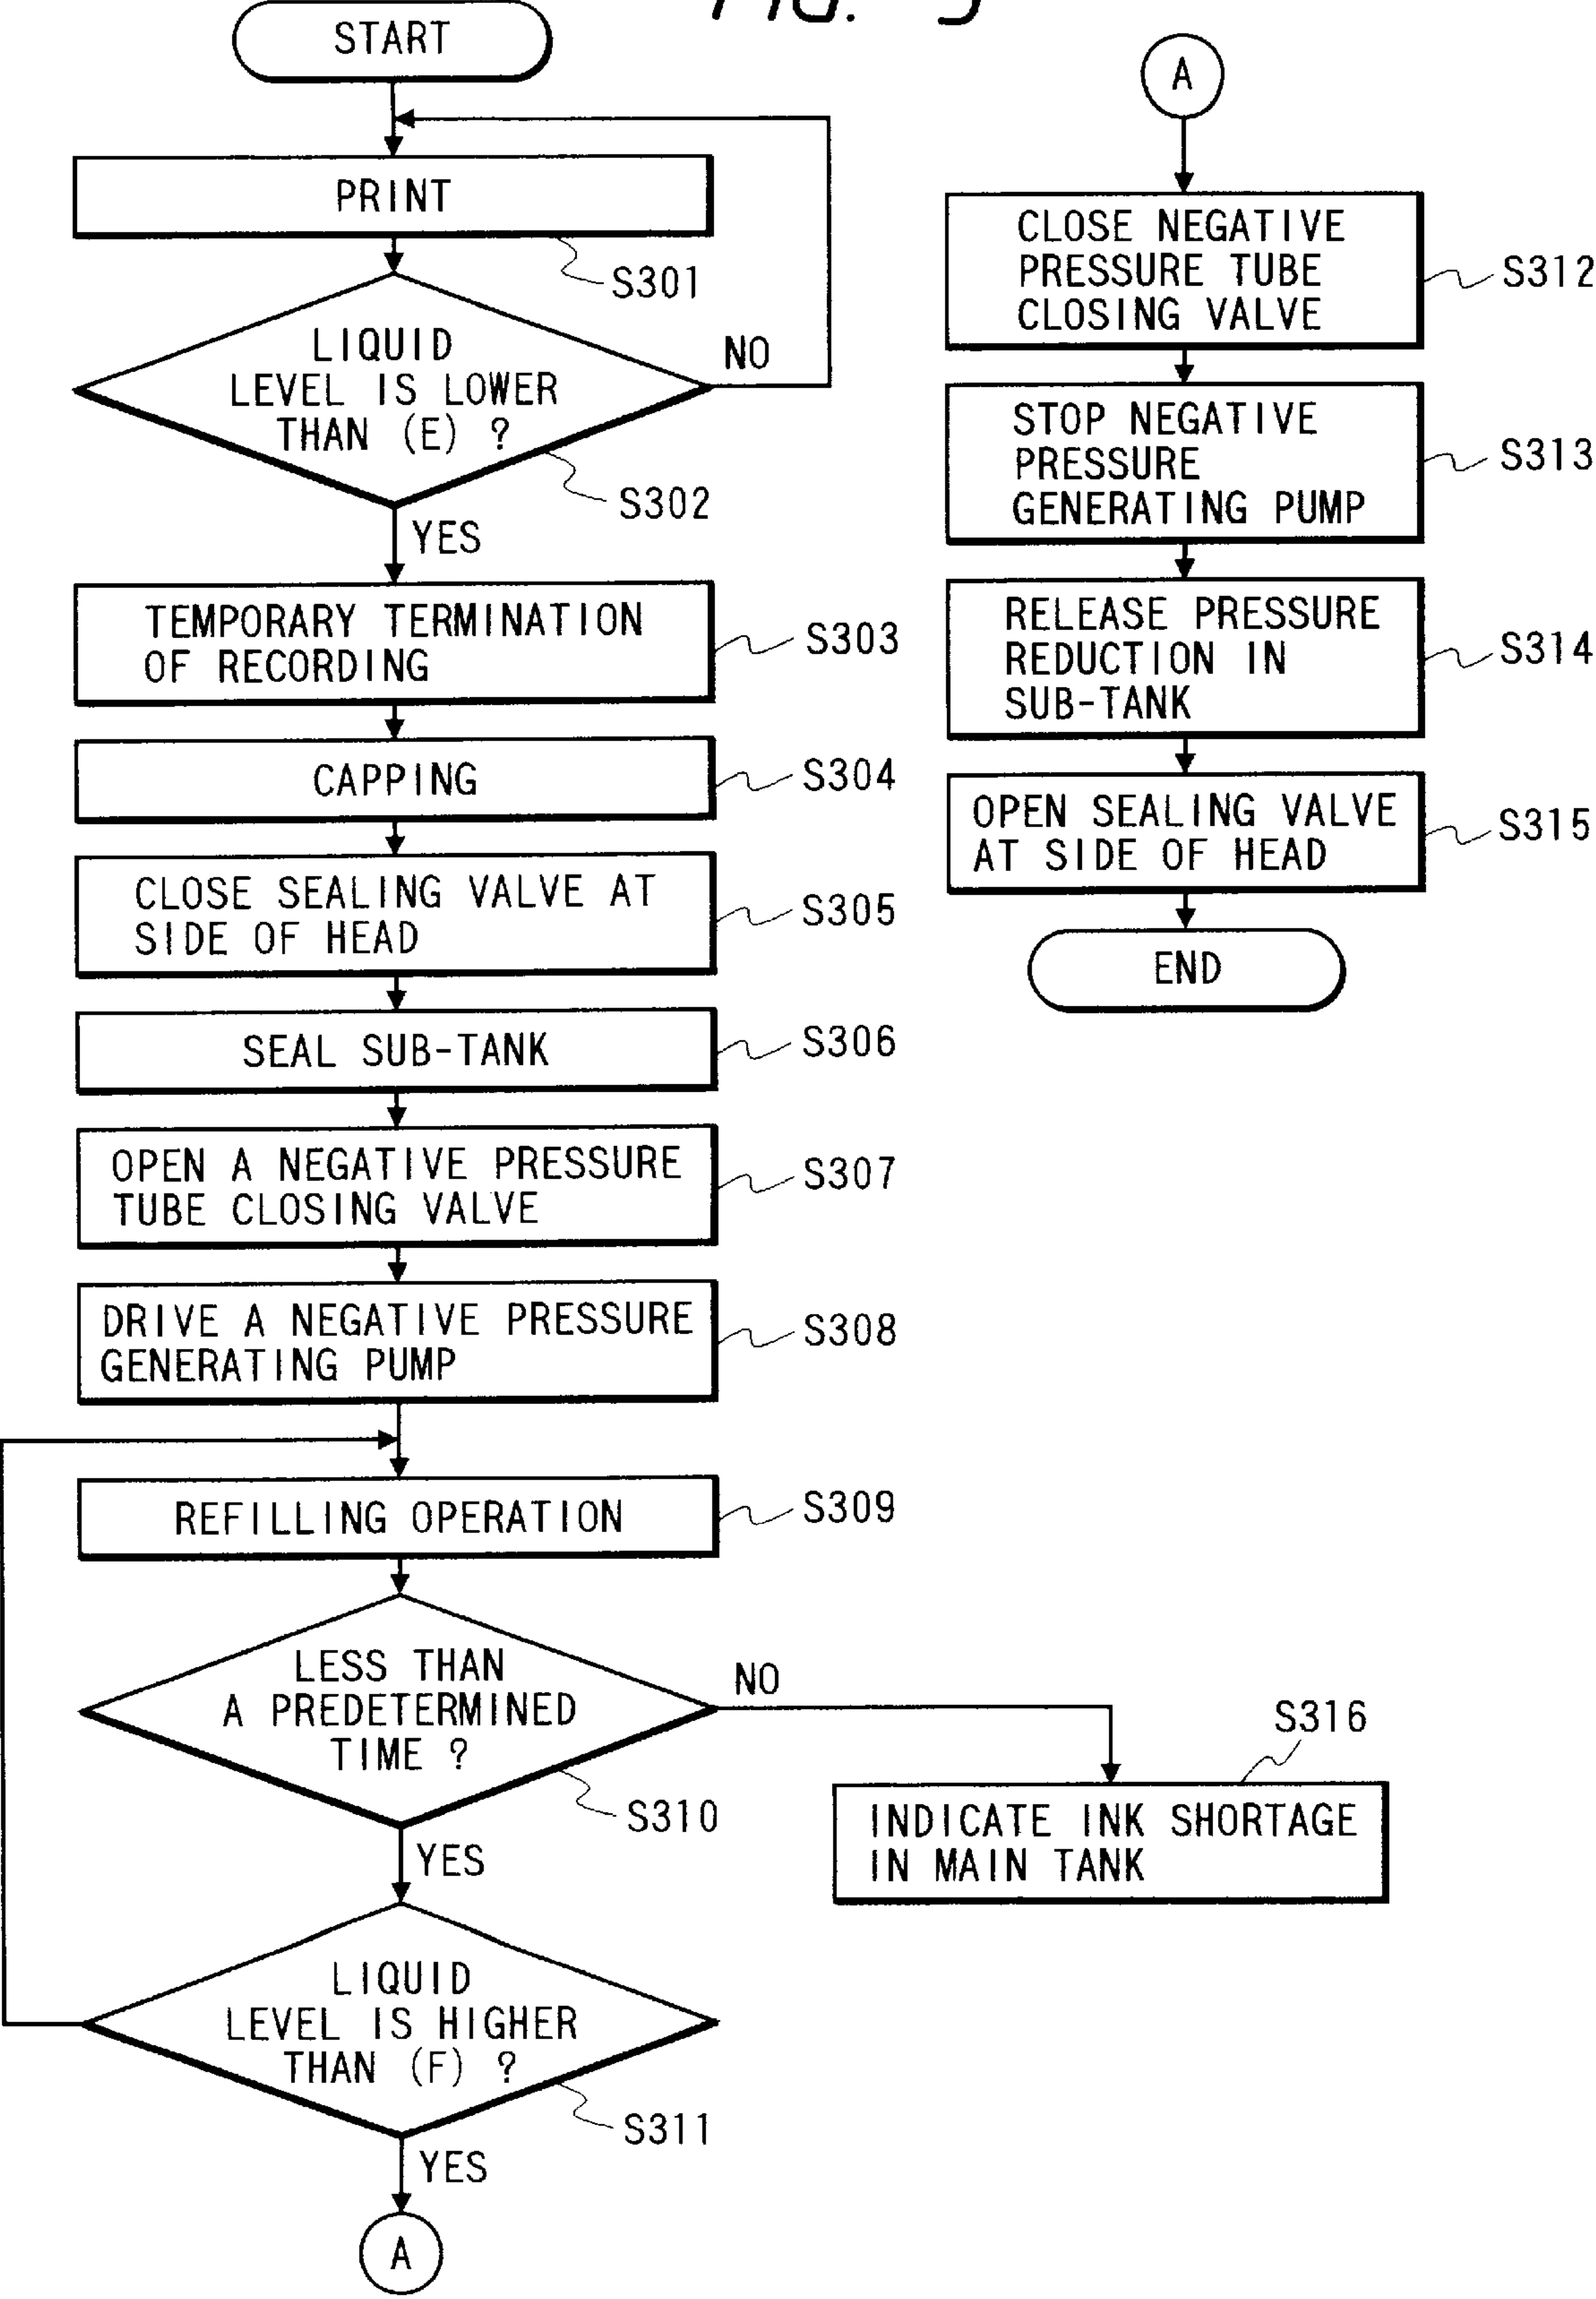 FIG. 3
START
PRINT
S301
LIQUID
LEVEL IS LOWER
THAN (E) ?
NO
S302
YES
TEMPORARY TERMINATION
OF RECORDING
S303
CAPPING
S304
CLOSE SEALING VALVE AT
SIDE OF HEAD
S305
SEAL SUB-TANK
S306
OPEN A NEGATIVE PRESSURE
TUBE CLOSING VALVE
S307
DRIVE A NEGATIVE PRESSURE
GENERATING PUMP
S308
REFILLING OPERATION
S309
LESS THAN
A PREDETERMINED
TIME ?
NO
S310
YES
S316
INDICATE INK SHORTAGE
IN MAIN TANK
LIQUID
LEVEL IS HIGHER
THAN (F) ?
S311
YES
A
A
CLOSE NEGATIVE
PRESSURE TUBE
CLOSING VALVE
S312
STOP NEGATIVE
PRESSURE
GENERATING PUMP
S313
RELEASE PRESSURE
REDUCTION IN
SUB-TANK
S314
OPEN SEALING VALVE
AT SIDE OF HEAD
S315
END